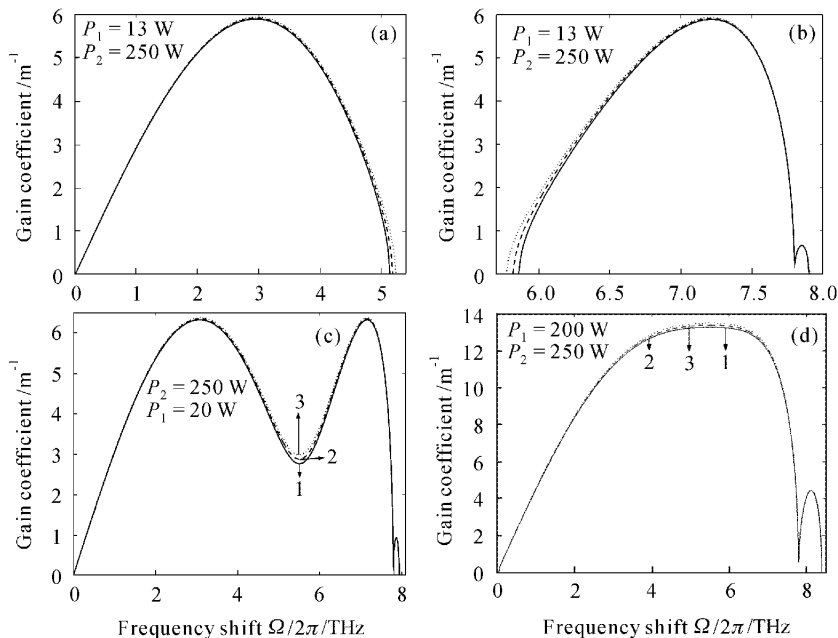 (a)
P1 = 13 W
P2 = 250 W
Gain coefficient /m-1
6
5
4
3
2
1
0
0 1 2 3 4 5
(b)
P1 = 13 W
P2 = 250 W
Gain coefficient /m-1
6
5
4
3
2
1
0
6.0 6.5 7.0 7.5 8.0
(c)
P2 = 250 W
P1 = 20 W
3
2
1
Gain coefficient /m-1
6
5
4
3
2
1
0
0 2 4 6 8
Frequency shift Ω/2π/THz
(d)
P1 = 200 W
P2 = 250 W
2 3 1
Gain coefficient /m-1
14
12
10
8
6
4
2
0
0 2 4 6 8
Frequency shift Ω/2π/THz